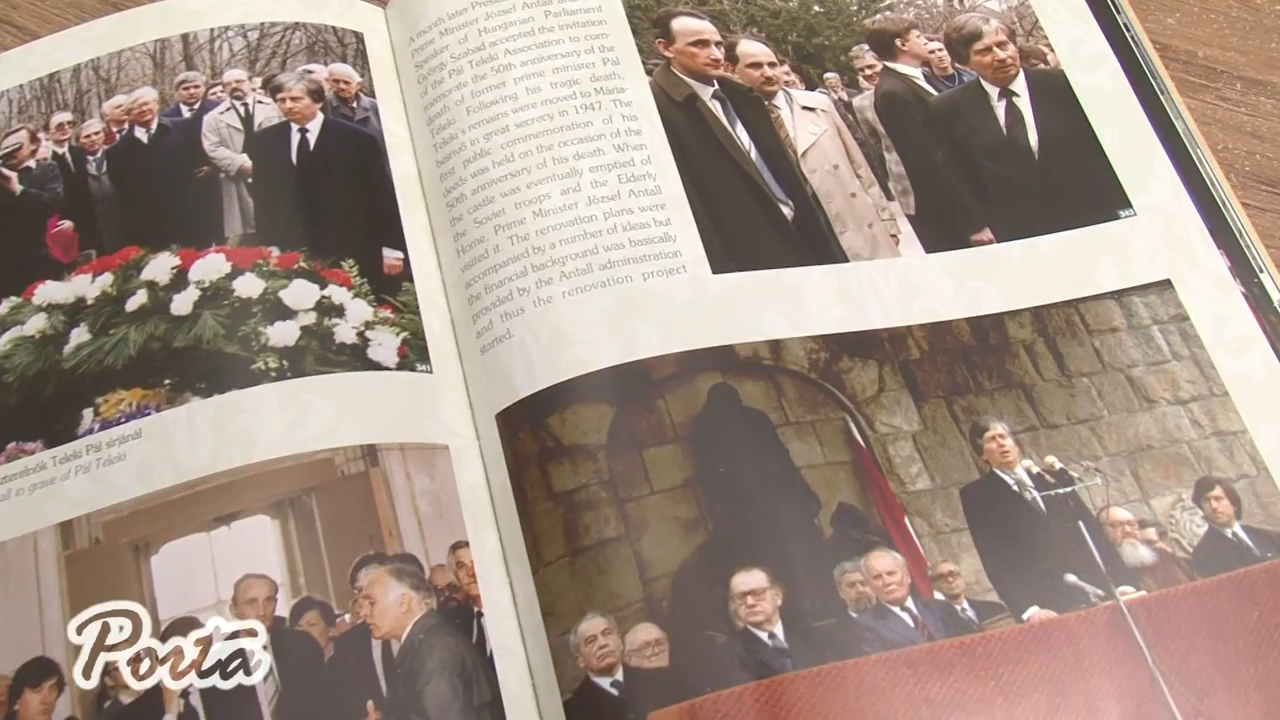 A month later Presi
Prime Minister József Antall an
Speaker of Hungarian Parliament
György Szabad accepted the invitation
of the Pál Teleki Association to com-
memorate the 50th anniversary of the
death of former prime minister Pál
Teleki. Following his tragic death,
Teleki's remains were moved to Mária-
besnyő in great secrecy in 1947. The
first public commemoration of his
deeds was held on the occasion of the
50th anniversary of his death. When
the castle was eventually emptied of
the Soviet troops and the Elderly
Home, Prime Minister József Antall
visited it. The renovation plans were
accompanied by a number of ideas but
the financial background was basically
provided by the Antall administration
and thus the renovation project
started.
343
341
szterelnök Teleki Pál sírjánál
all in grave of Pál Teleki
Porta